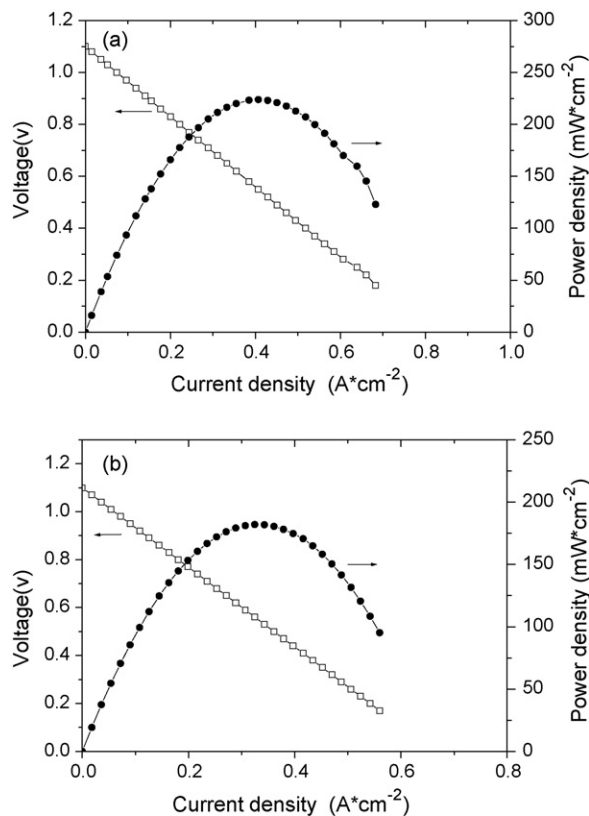 (a)
1.2
1.0
0.8
0.6
0.4
0.2
0.0
Voltage(v)
300
250
200
150
100
50
0
Power density (mW*cm-2)
0.0 0.2 0.4 0.6 0.8 1.0
Current density (A*cm-2)
(b)
1.2
1.0
0.8
0.6
0.4
0.2
0.0
Voltage(v)
250
200
150
100
50
0
Power density (mW*cm-2)
0.0 0.2 0.4 0.6 0.8
Current density (A*cm-2)